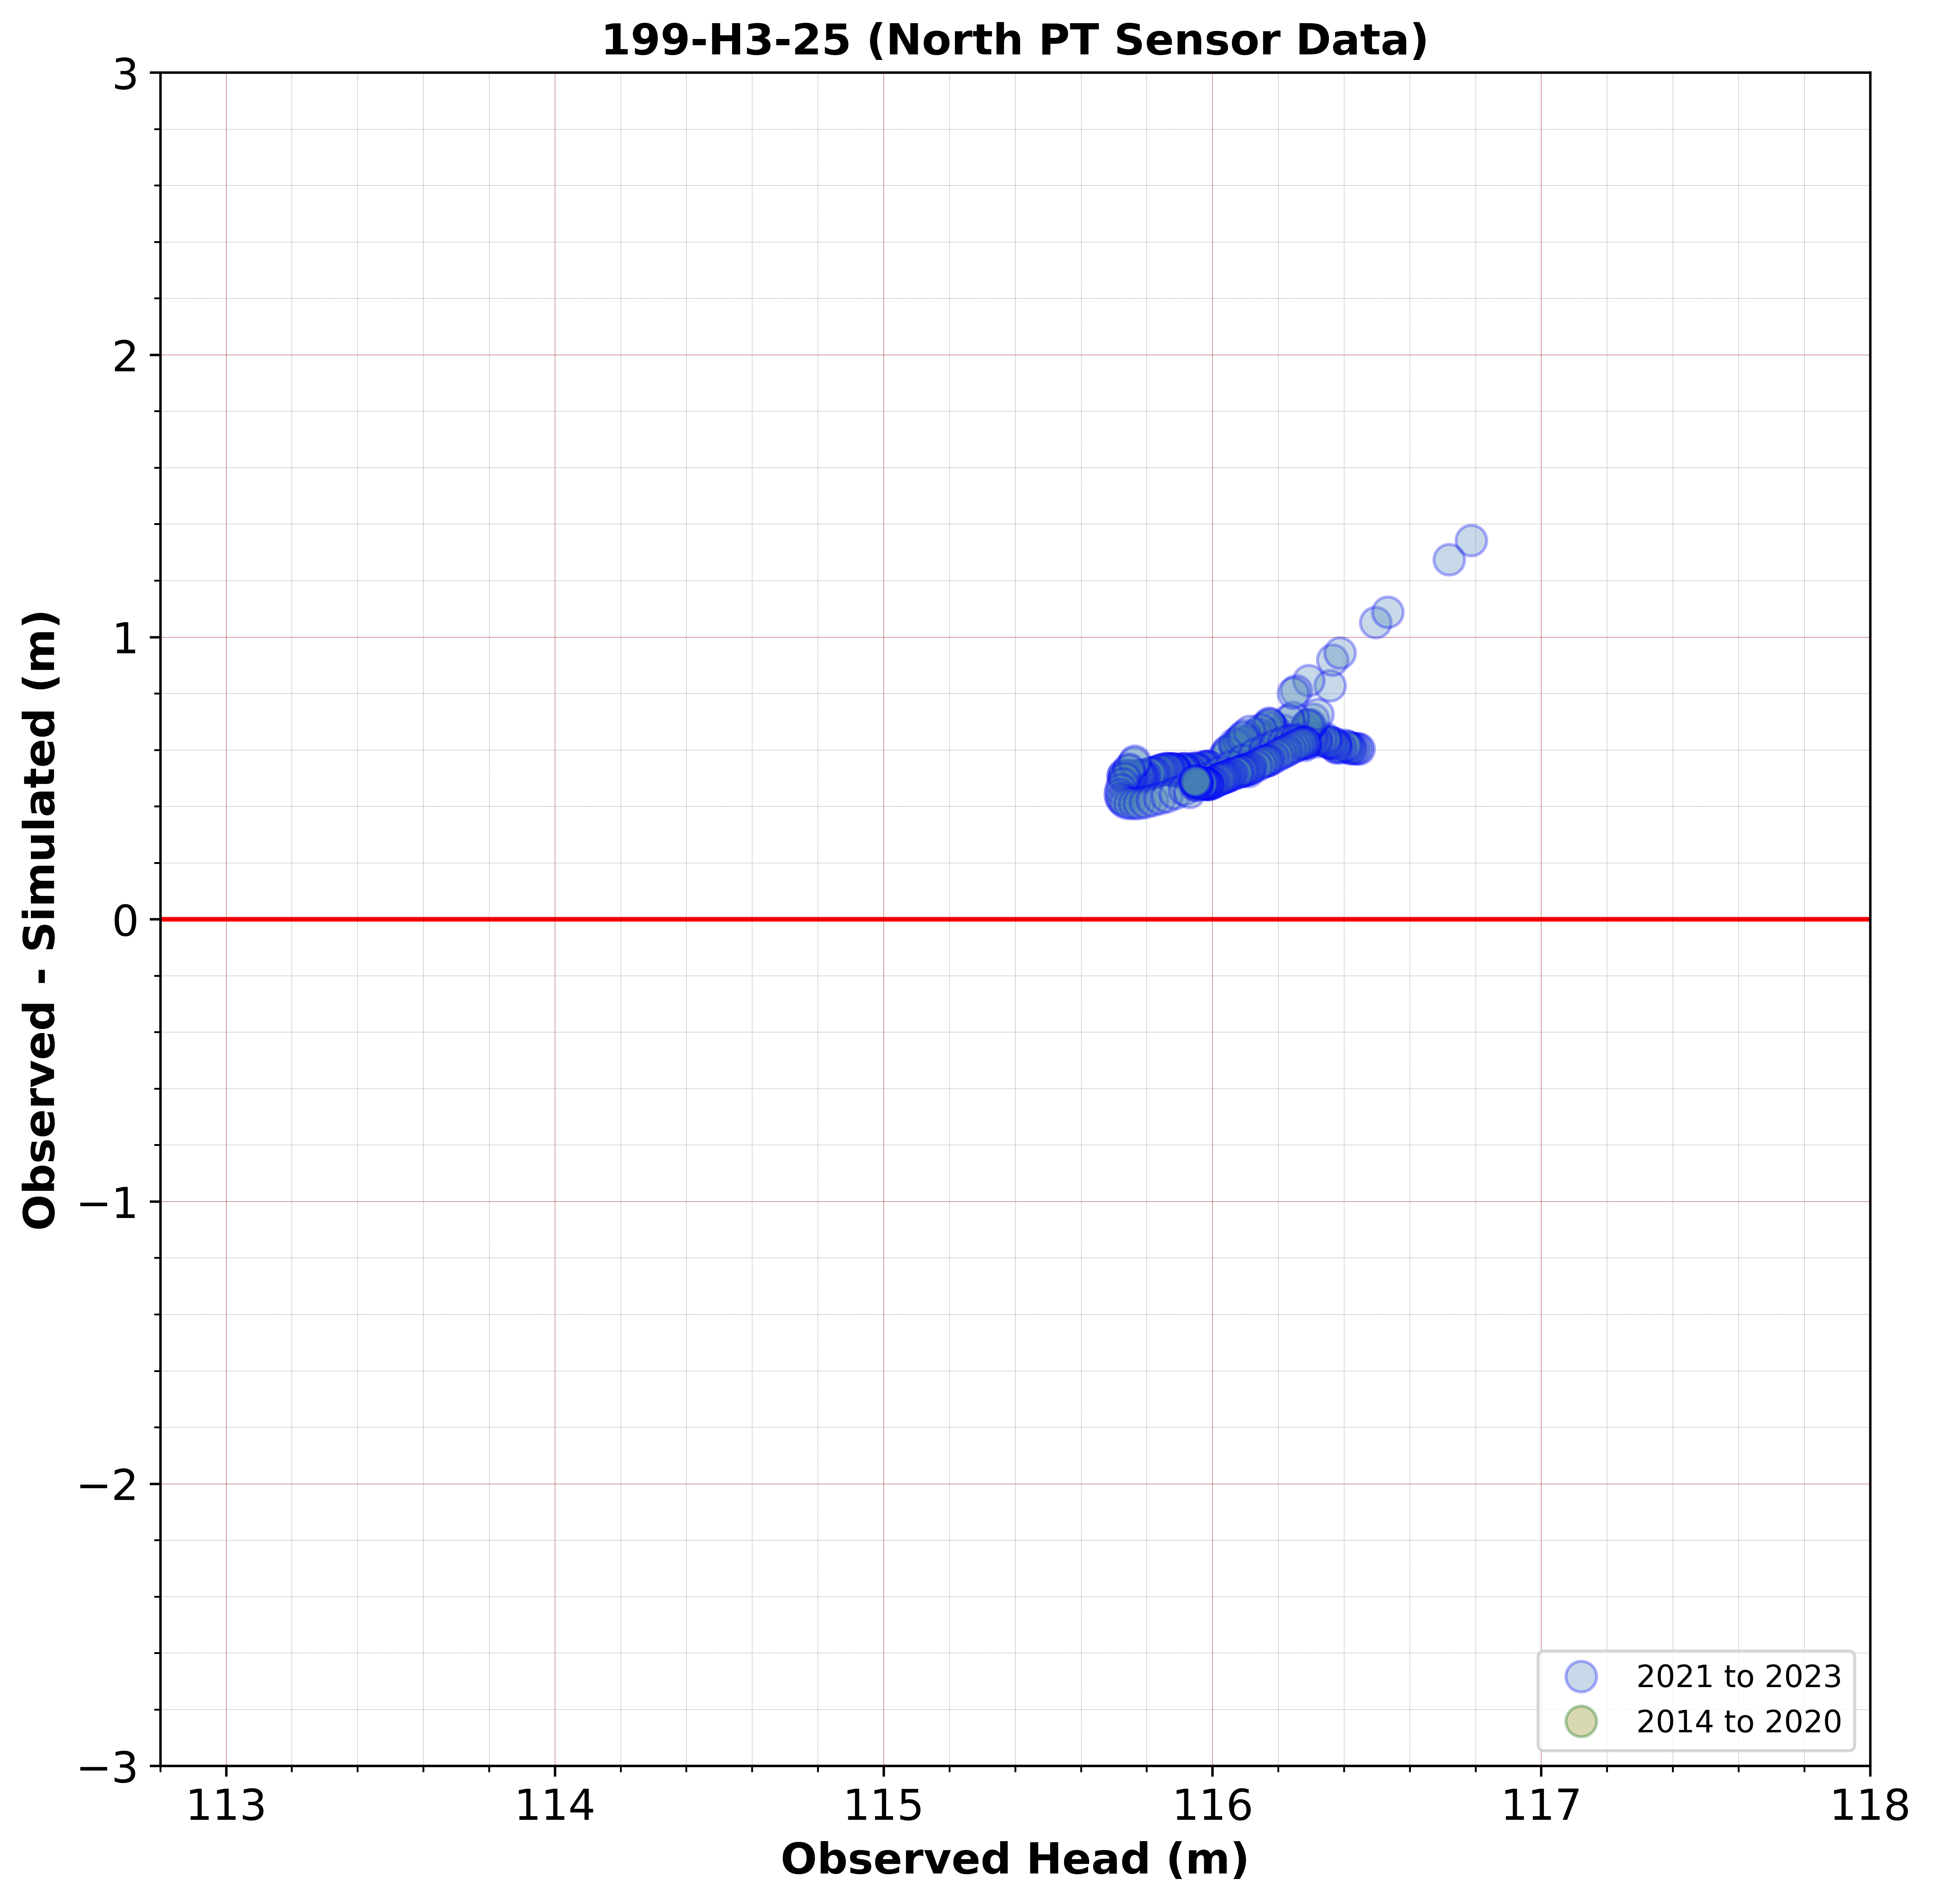 199-H3-25 (North PT Sensor Data)
3
2
1
0
−1
−2
−3
Observed - Simulated (m)
113 114 115 116 117 118
Observed Head (m)
2021 to 2023
2014 to 2020